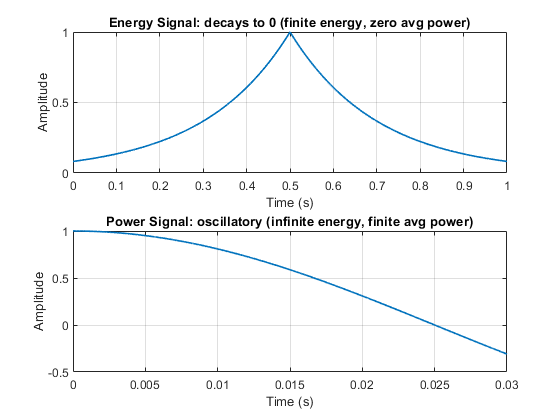 Energy Signal: decays to 0 (finite energy, zero avg power)
1
0.5
0
Amplitude
0 0.1 0.2 0.3 0.4 0.5 0.6 0.7 0.8 0.9 1
Time (s)
Power Signal: oscillatory (infinite energy, finite avg power)
1
0.5
0
-0.5
Amplitude
0 0.005 0.01 0.015 0.02 0.025 0.03
Time (s)